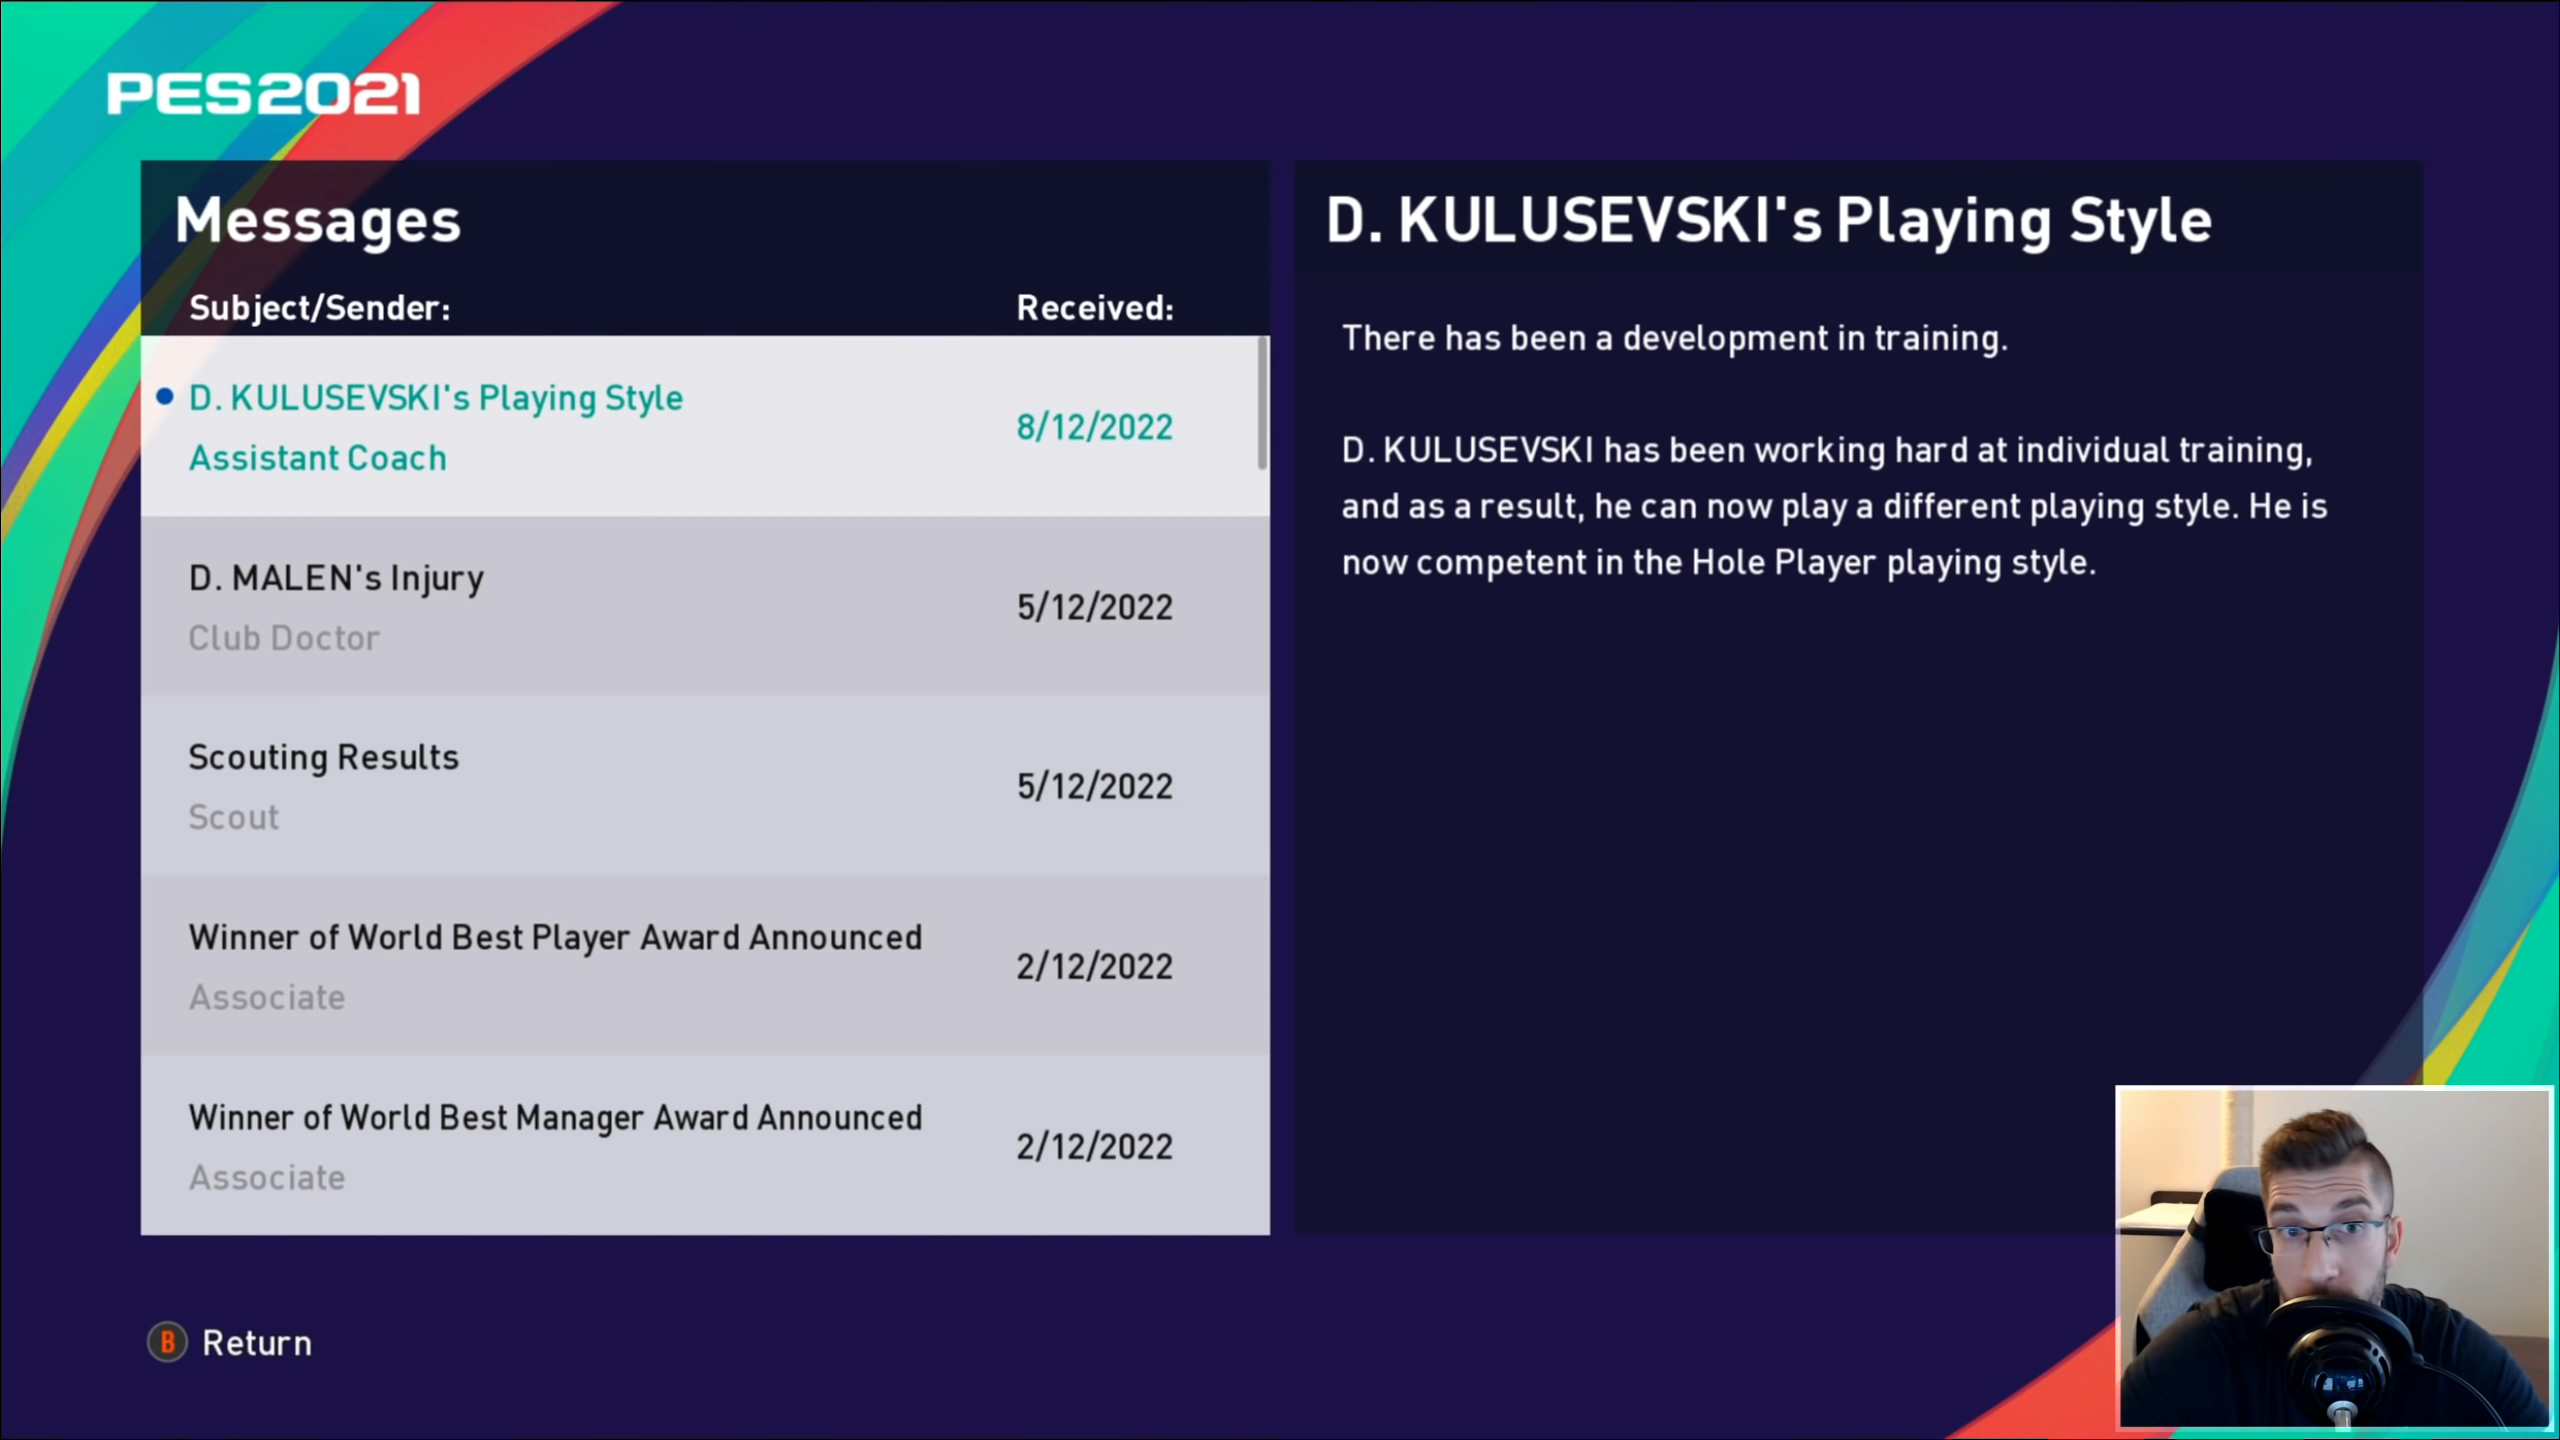 PES2021
Messages
Subject/Sender:
Received:
D. KULUSEVSKI's Playing Style
Assistant Coach
8/12/2022
D. MALEN's Injury
Club Doctor
5/12/2022
Scouting Results
Scout
5/12/2022
Winner of World Best Player Award Announced
Associate
2/12/2022
Winner of World Best Manager Award Announced
Associate
2/12/2022
D. KULUSEVSKI's Playing Style
There has been a development in training.
D. KULUSEVSKI has been working hard at individual training,
and as a result, he can now play a different playing style. He is
now competent in the Hole Player playing style.
B Return